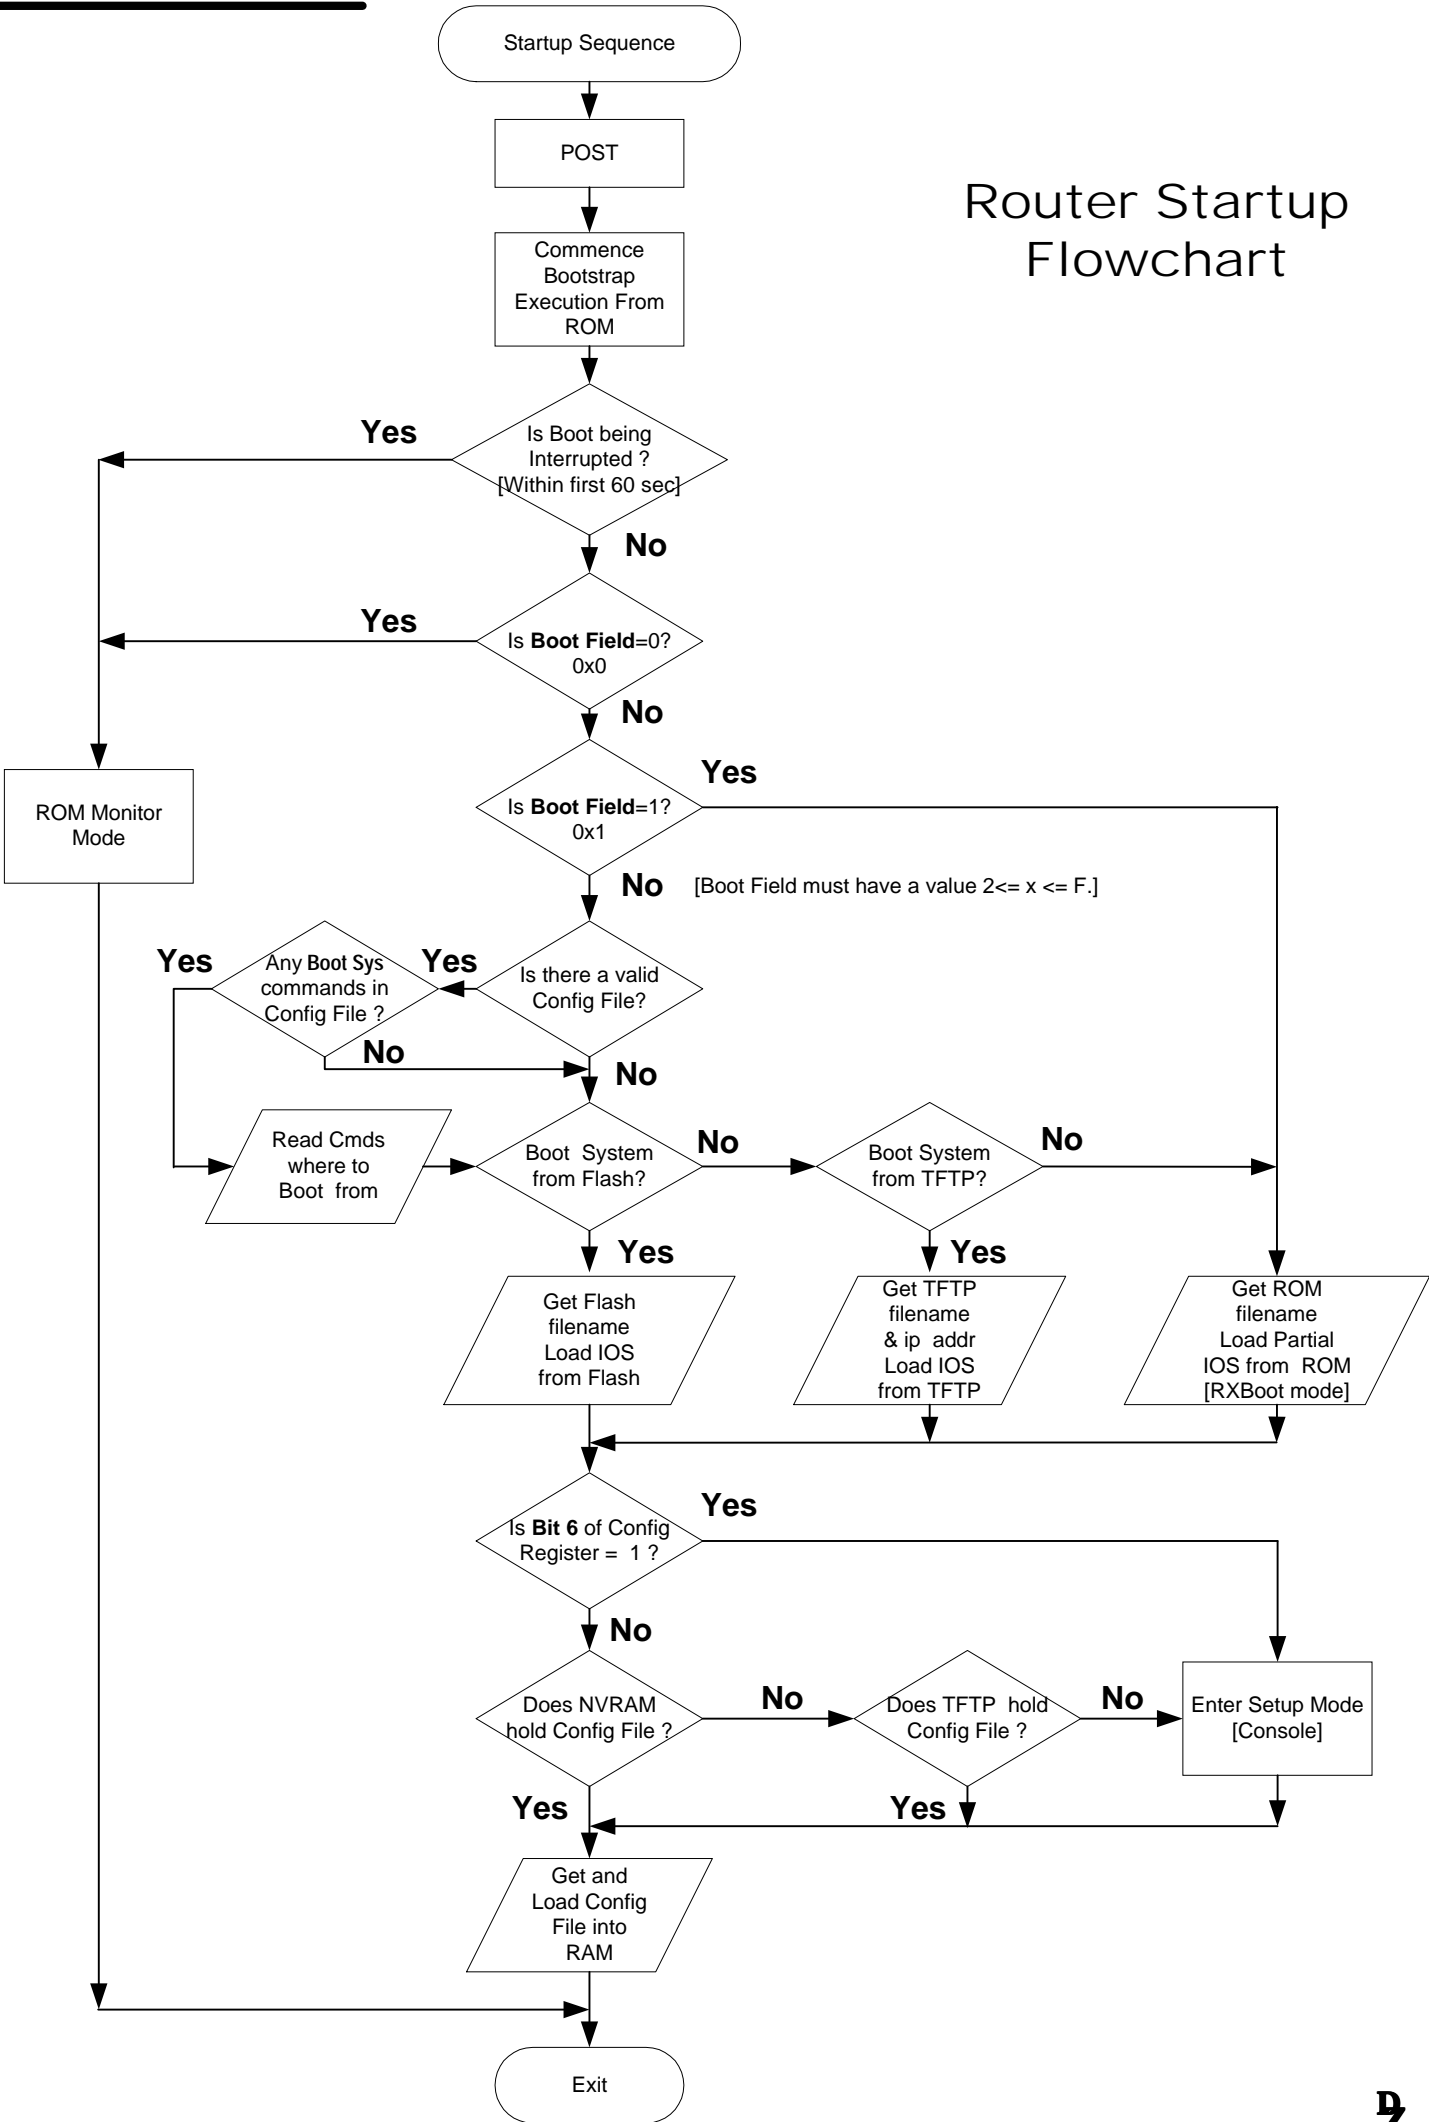 Startup Sequence
POST
Router Startup
Flowchart
Commence
Bootstrap
Execution From
ROM
Yes
Is Boot being
Interrupted ?
[Within first 60 sec]
No
Yes
Is Boot Field=0?
0x0
No
Yes
Is Boot Field=1?
0x1
ROM Monitor
Mode
No
[Boot Field must have a value 2<= x <= F.]
Yes
Any Boot Sys
commands in
Config File ?
Yes
Is there a valid
Config File?
No
No
Read Cmds
where to
Boot from
Boot System
from Flash?
No
Boot System
from TFTP?
No
Yes
Yes
Get Flash
filename
Load IOS
from Flash
Get TFTP
filename
& ip addr
Load IOS
from TFTP
Get ROM
filename
Load Partial
IOS from ROM
[RXBoot mode]
Yes
Is Bit 6 of Config
Register = 1 ?
No
Does NVRAM
hold Config File ?
No
Does TFTP hold
Config File ?
No
Enter Setup Mode
[Console]
Yes
Yes
Get and
Load Config
File into
RAM
Exit